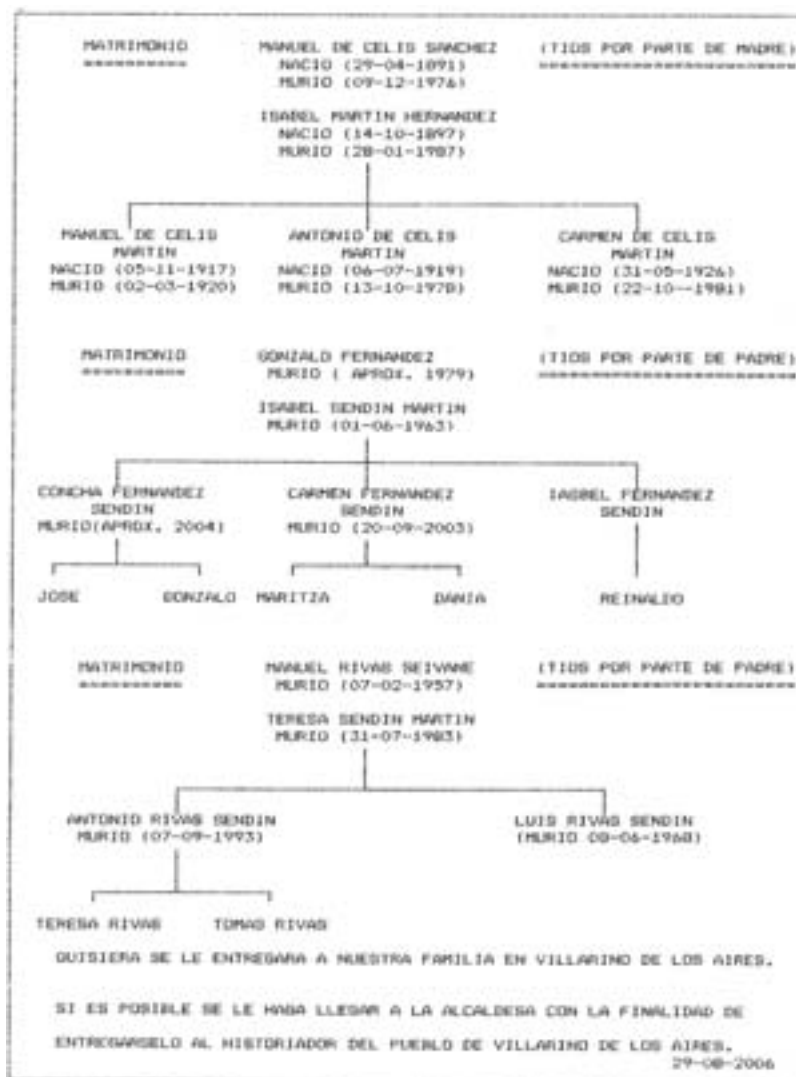 MATRIMONIO MANUEL DE CELIS SANCHEZ (TIOS POR PARTE DE MADRE)
========== NACIO (29-04-1891) ==========================
MURIO (09-12-1976)
ISABEL MARTIN HERNANDEZ
NACIO (14-10-1897)
MURIO (28-01-1987)
MANUEL DE CELIS ANTONIO DE CELIS CARMEN DE CELIS
MARTIN MARTIN MARTIN
NACIO (05-11-1917) NACIO (06-07-1919) NACIO (31-05-1926)
MURIO (02-03-1920) MURIO (13-10-1978) MURIO (22-10--1981)
MATRIMONIO GONZALO FERNANDEZ (TIOS POR PARTE DE PADRE)
========== MURIO ( APROX. 1979) ==========================
ISABEL SENDIN MARTIN
MURIO (01-06-1963)
CONCHA FERNANDEZ CARMEN FERNANDEZ IASBEL FERNANDEZ
SENDIN SENDIN SENDIN
MURIO(APROX. 2004) MURIO (20-09-2003)
JOSE GONZALO MARITZA DANIA REINALDO
MATRIMONIO MANUEL RIVAS SEIVANE (TIOS POR PARTE DE PADRE)
========== MURIO (07-02-1957) ==========================
TERESA SENDIN MARTIN
MURIO (31-07-1983)
ANTONIO RIVAS SENDIN LUIS RIVAS SENDIN
MURIO (07-09-1993) (MURIO 08-06-1968)
TERESA RIVAS TOMAS RIVAS
QUISIERA SE LE ENTREGARA A NUESTRA FAMILIA EN VILLARINO DE LOS AIRES.
SI ES POSIBLE SE LE HAGA LLEGAR A LA ALCALDESA CON LA FINALIDAD DE
ENTREGARSELO AL HISTORIADOR DEL PUEBLO DE VILLARINO DE LOS AIRES.
29-08-2006